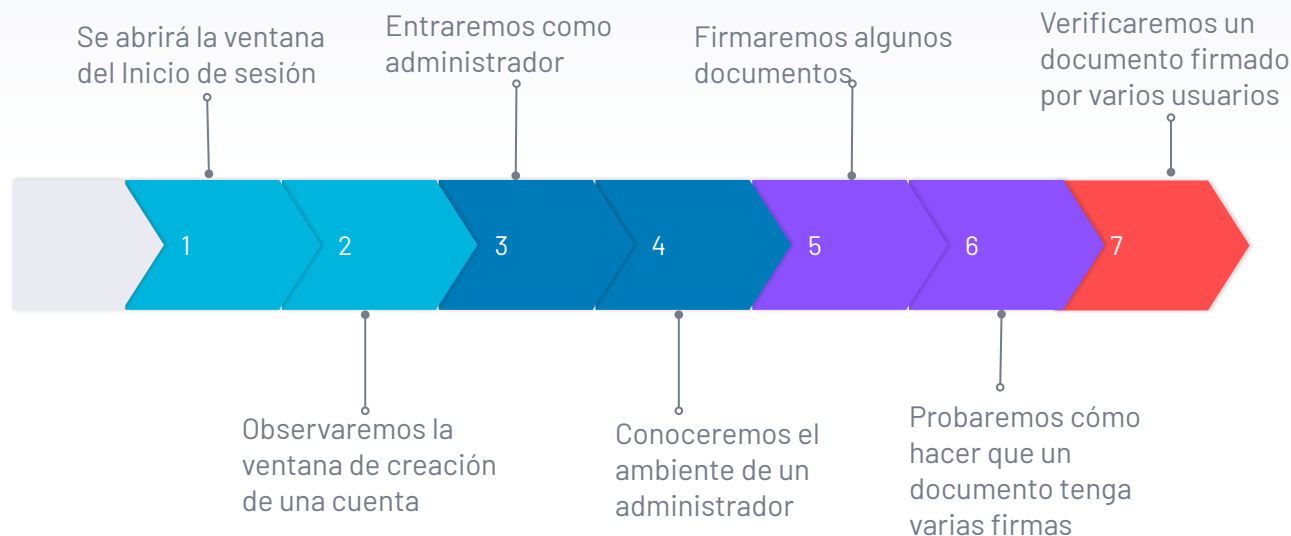 Se abrirá la ventana
del Inicio de sesión
Entraremos como
administrador
Firmaremos algunos
documentos
Verificaremos un
documento firmado
por varios usuarios
1
2
3
4
5
6
7
Observaremos la
ventana de creación
de una cuenta
Conoceremos el
ambiente de un
administrador
Probaremos cómo
hacer que un
documento tenga
varias firmas